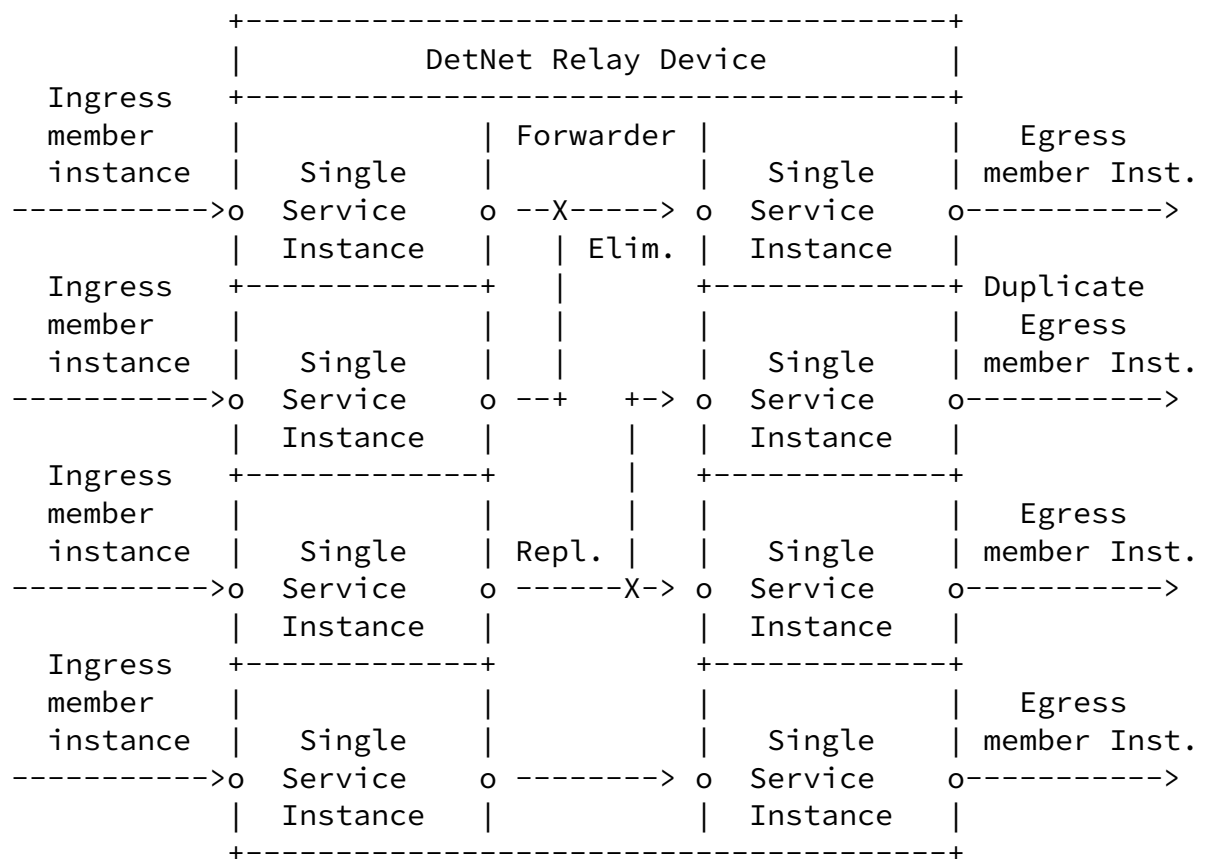 DetNet Relay Device
Ingress
member Forwarder Egress
instance Single Single member Inst.
Service X Service
Instance Elim. Instance
Ingress Duplicate
member Egress
instance Single Single member Inst.
Service Service
Instance Instance
Ingress
member Egress
instance Single Repl. Single member Inst.
Service X Service
Instance Instance
Ingress
member Egress
instance Single Single member Inst.
Service Service
Instance Instance